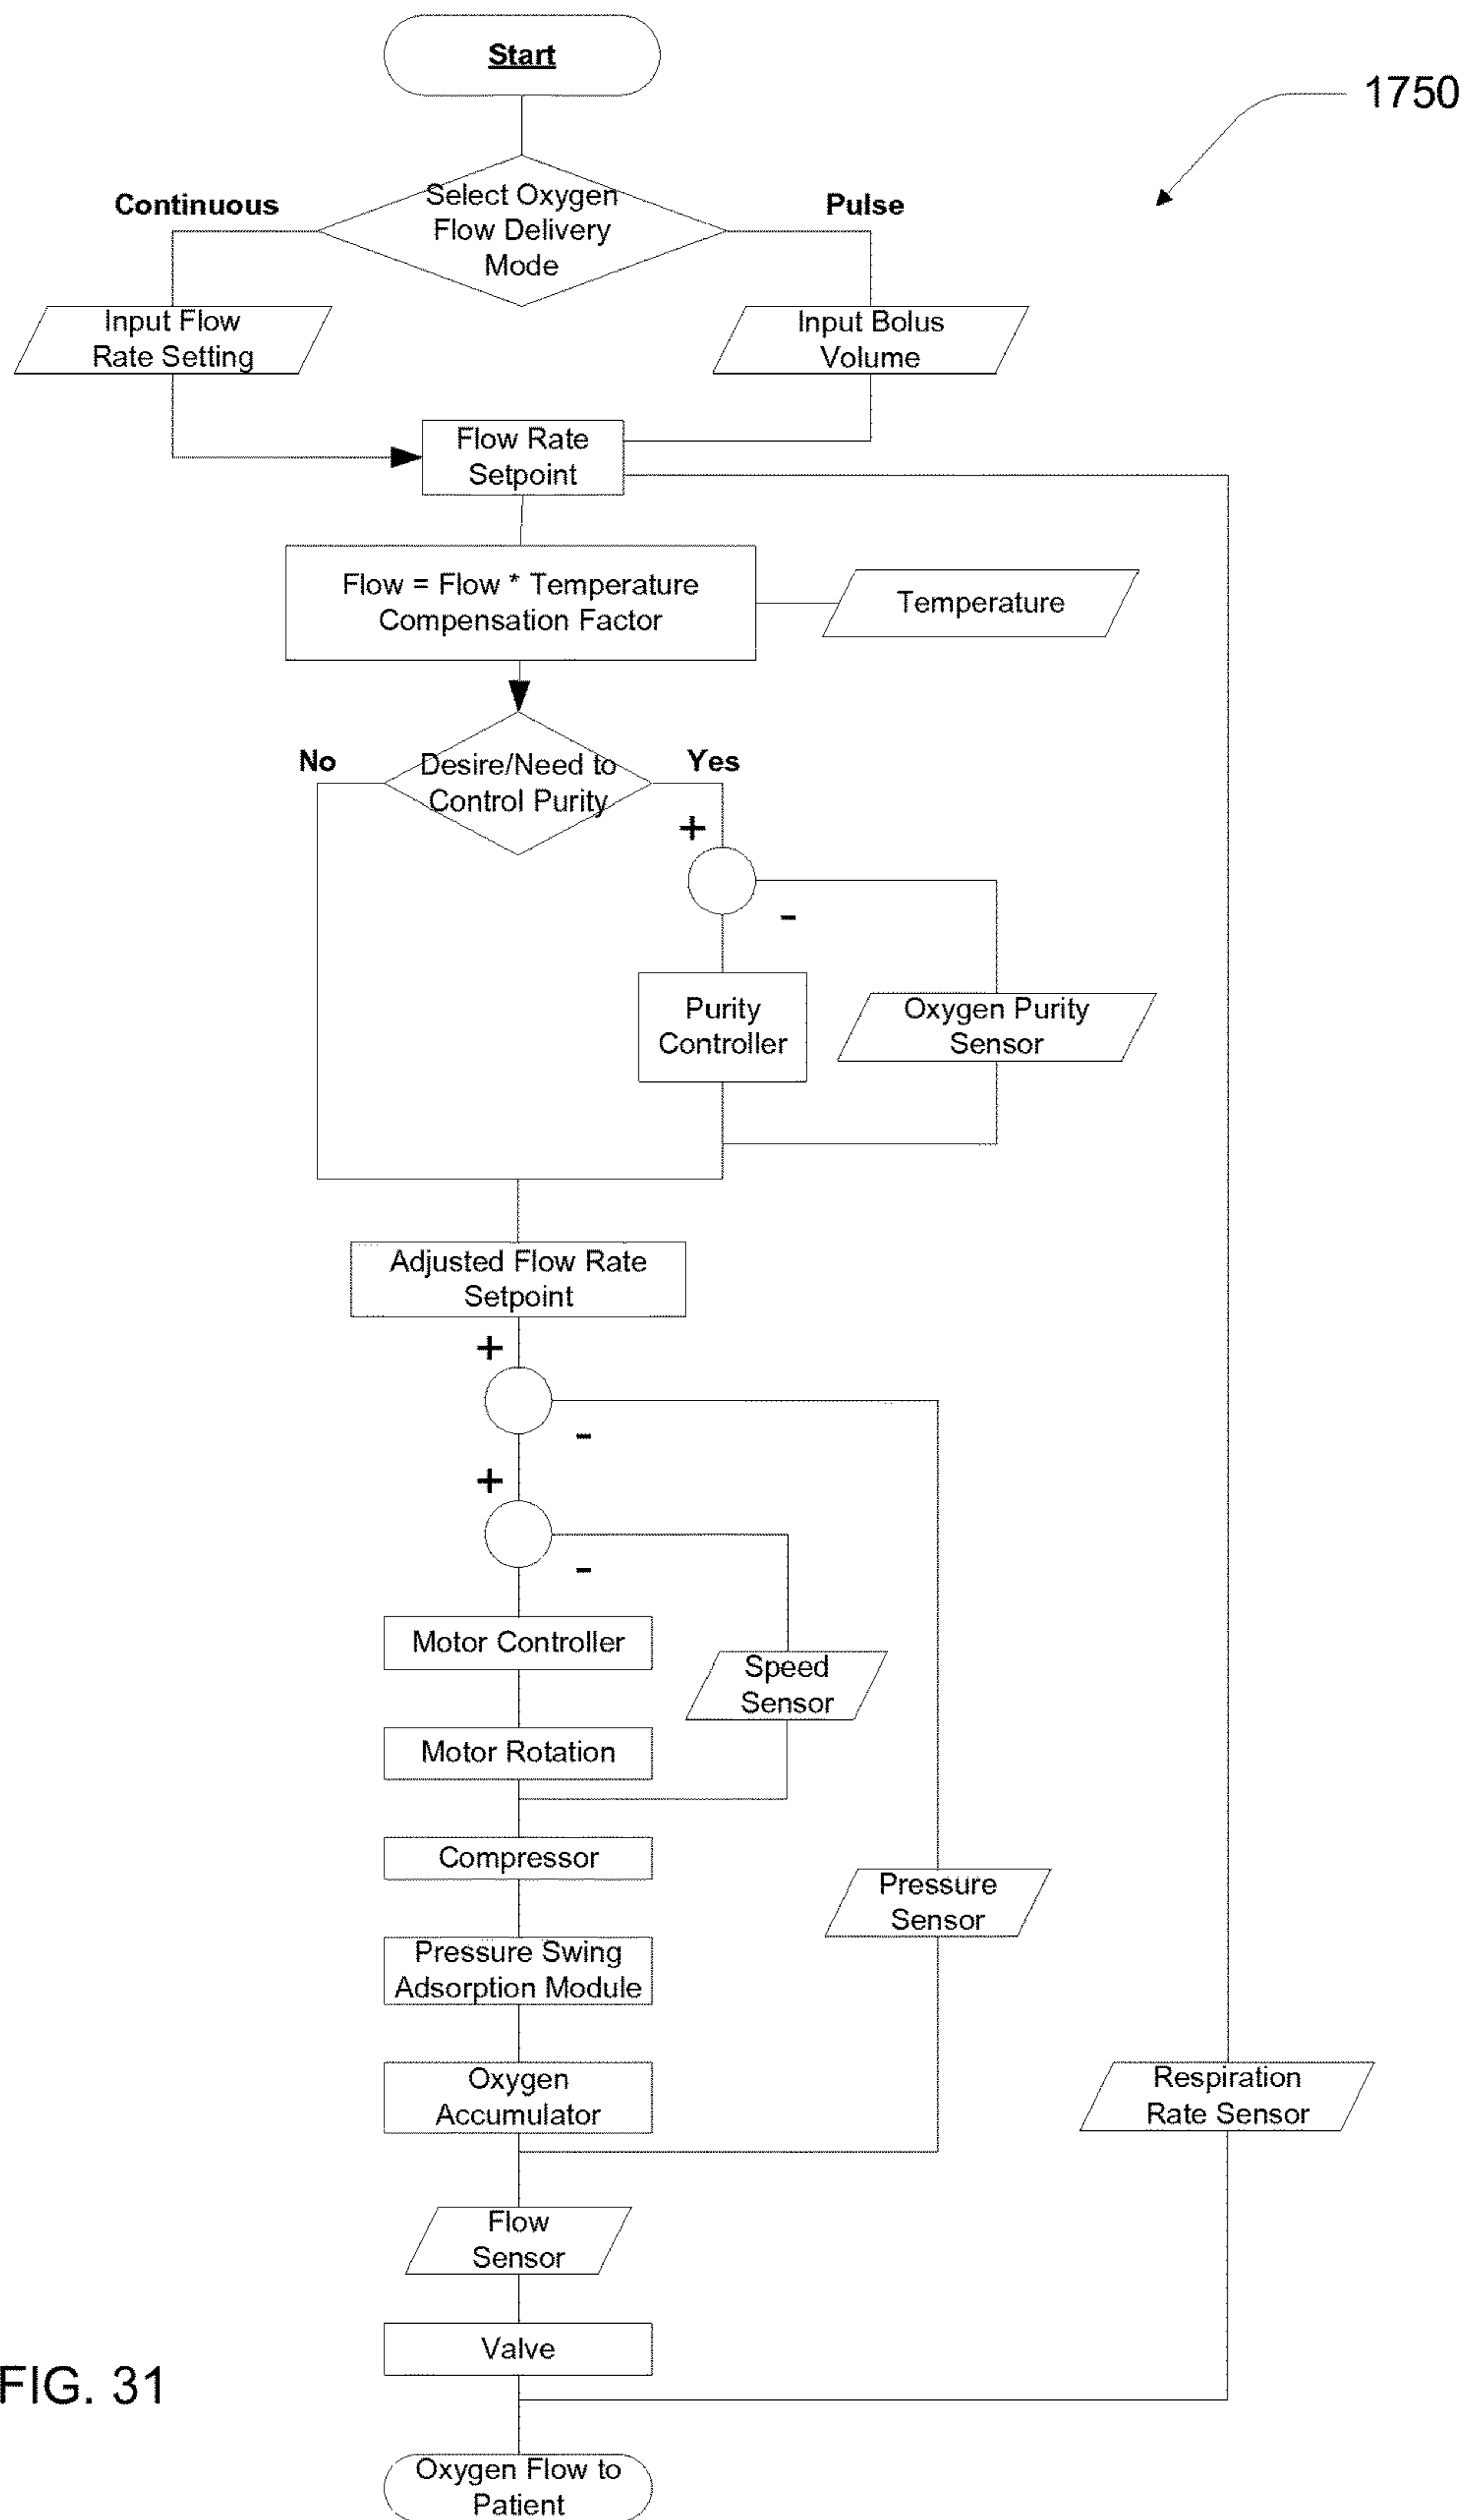 Start
1750
Continuous
Select Oxygen
Flow Delivery
Mode
Pulse
Input Flow
Rate Setting
Input Bolus
Volume
Flow Rate
Setpoint
Flow = Flow * Temperature
Compensation Factor
Temperature
No
Desire/Need to
Control Purity
Yes
+
-
Purity
Controller
Oxygen Purity
Sensor
Adjusted Flow Rate
Setpoint
+
-
+
-
Motor Controller
Speed
Sensor
Motor Rotation
Compressor
Pressure
Sensor
Pressure Swing
Adsorption Module
Oxygen
Accumulator
Respiration
Rate Sensor
Flow
Sensor
Valve
FIG. 31
Oxygen Flow to
Patient